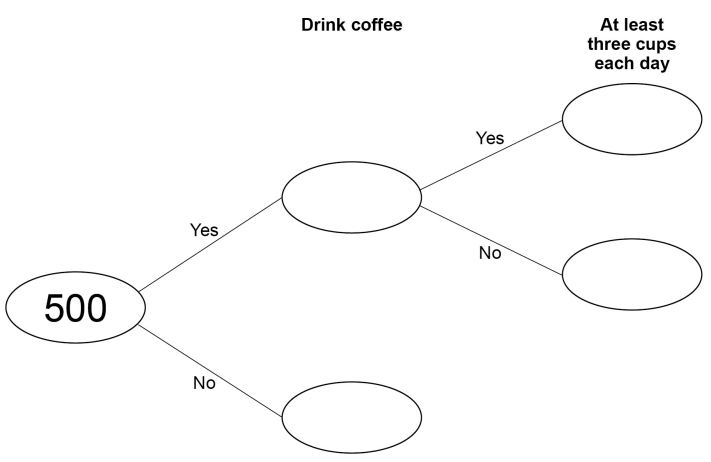 Drink coffee
At least
three cups
each day
Yes
Yes
No
500
No